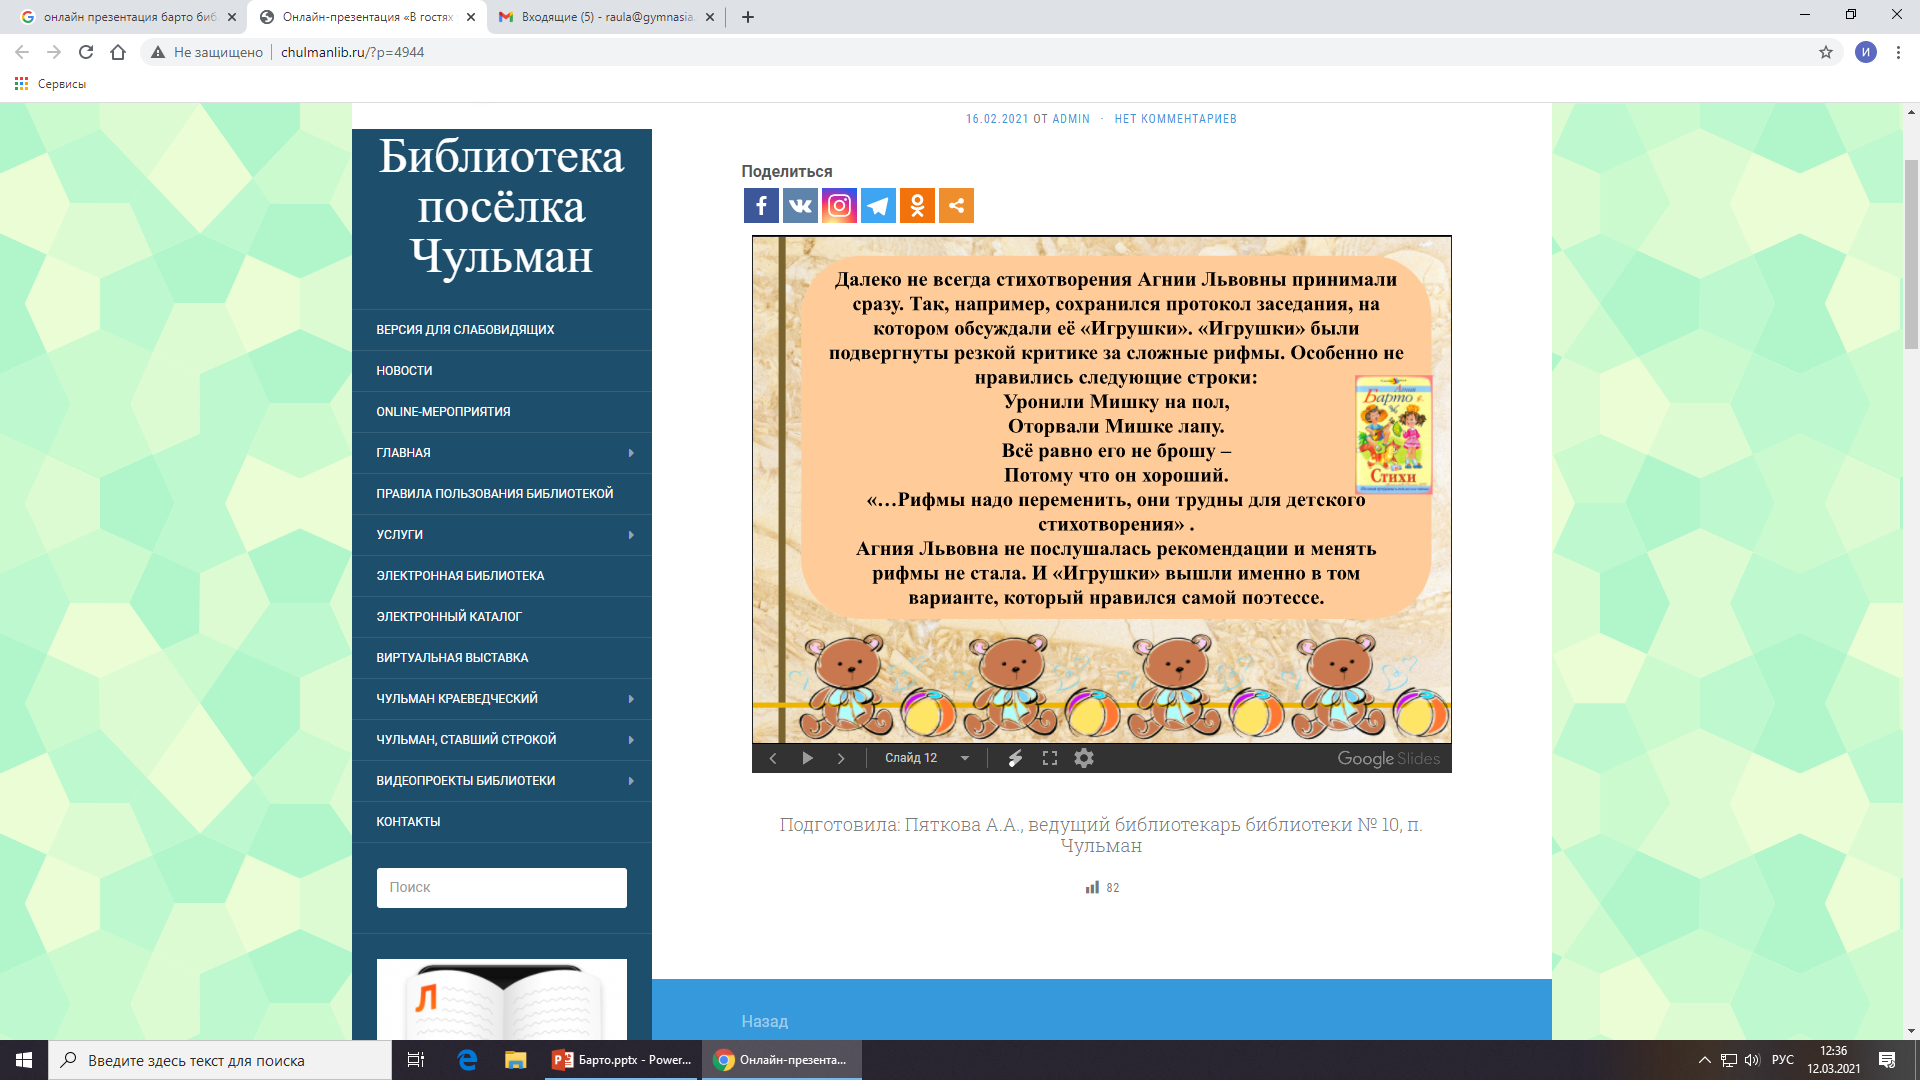 онлайн презентация барто биб
Онлайн-презентация «В гостях
Входящие (5) - raula@gymnasia.
Не защищено
chulmanlib.ru/?p=4944
И
Сервисы
16.02.2021 ОТ ADMIN · НЕТ КОММЕНТАРИЕВ
Библиотека
посёлка
Чульман
ВЕРСИЯ ДЛЯ СЛАБОВИДЯЩИХ
НОВОСТИ
ONLINE-МЕРОПРИЯТИЯ
ГЛАВНАЯ
ПРАВИЛА ПОЛЬЗОВАНИЯ БИБЛИОТЕКОЙ
УСЛУГИ
ЭЛЕКТРОННАЯ БИБЛИОТЕКА
ЭЛЕКТРОННЫЙ КАТАЛОГ
ВИРТУАЛЬНАЯ ВЫСТАВКА
ЧУЛЬМАН КРАЕВЕДЧЕСКИЙ
ЧУЛЬМАН, СТАВШИЙ СТРОКОЙ
ВИДЕОПРОЕКТЫ БИБЛИОТЕКИ
КОНТАКТЫ
Поиск
Л
Поделиться
Далеко не всегда стихотворения Агнии Львовны принимали
сразу. Так, например, сохранился протокол заседания, на
котором обсуждали её «Игрушки». «Игрушки» были
подвергнуты резкой критике за сложные рифмы. Особенно не
нравились следующие строки:
Уронили Мишку на пол,
Оторвали Мишке лапу.
Всё равно его не брошу –
Потому что он хороший.
«…Рифмы надо переменить, они трудны для детского
стихотворения» .
Агния Львовна не послушалась рекомендации и менять
рифмы не стала. И «Игрушки» вышли именно в том
варианте, который нравился самой поэтессе.
Агния
Барто
Стихи
Слайд 12
Google Slides
Подготовила: Пяткова А.А., ведущий библиотекарь библиотеки № 10, п.
Чульман
82
Назад
Введите здесь текст для поиска
Барто.pptx - Power...
Онлайн-презента...
РУС
12:36
12.03.2021